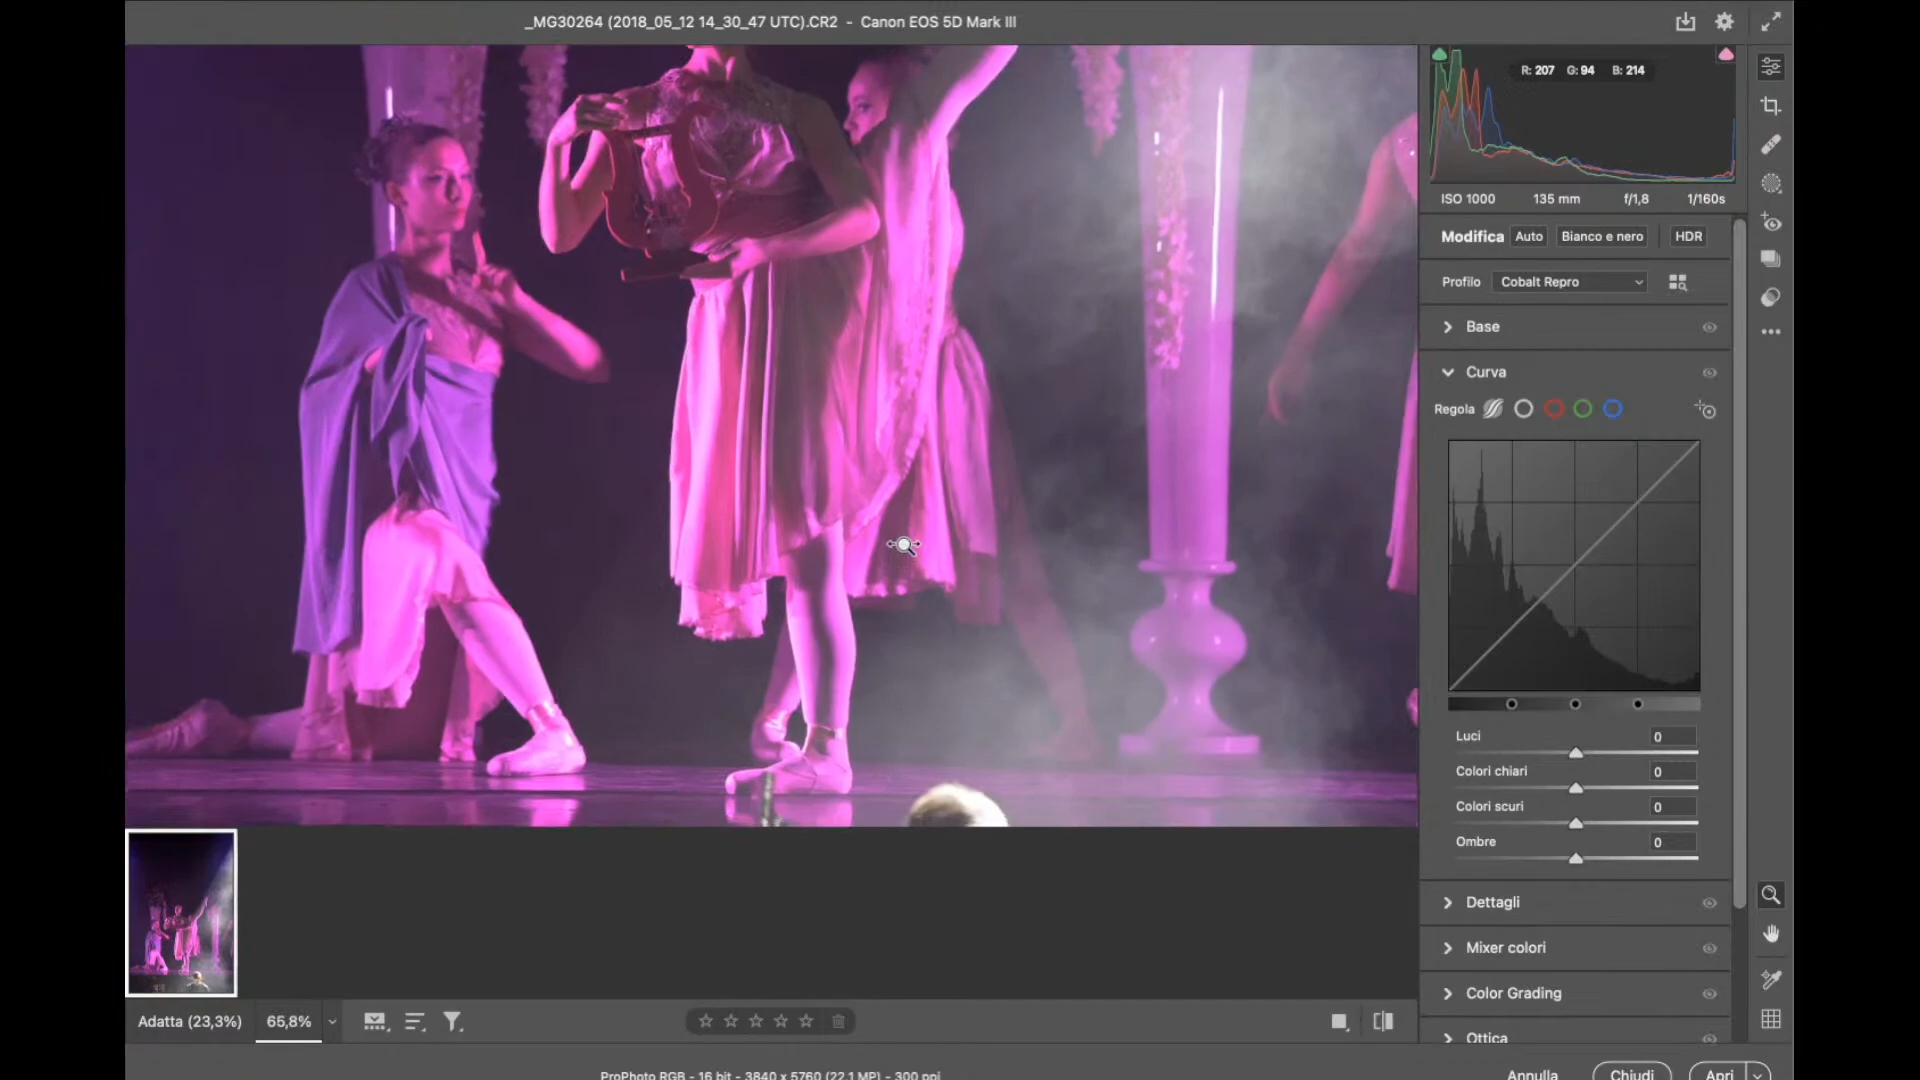 _MG30264 (2018_05_12 14_30_47 UTC).CR2 - Canon EOS 5D Mark III
R: 207 G: 94 B: 214
ISO 1000 135 mm f/1,8 1/160s
Modifica Auto Bianco e nero HDR
Profilo Cobalt Repro
Base
Curva
Regola
Luci 0
Colori chiari 0
Colori scuri 0
Ombre 0
Dettagli
Mixer colori
Color Grading
Ottica
Adatta (23,3%) 65,8%
ProPhoto RGB - 16 bit - 3840 x 5760 (22,1 MP) - 300 ppi
Annulla Chiudi Apri